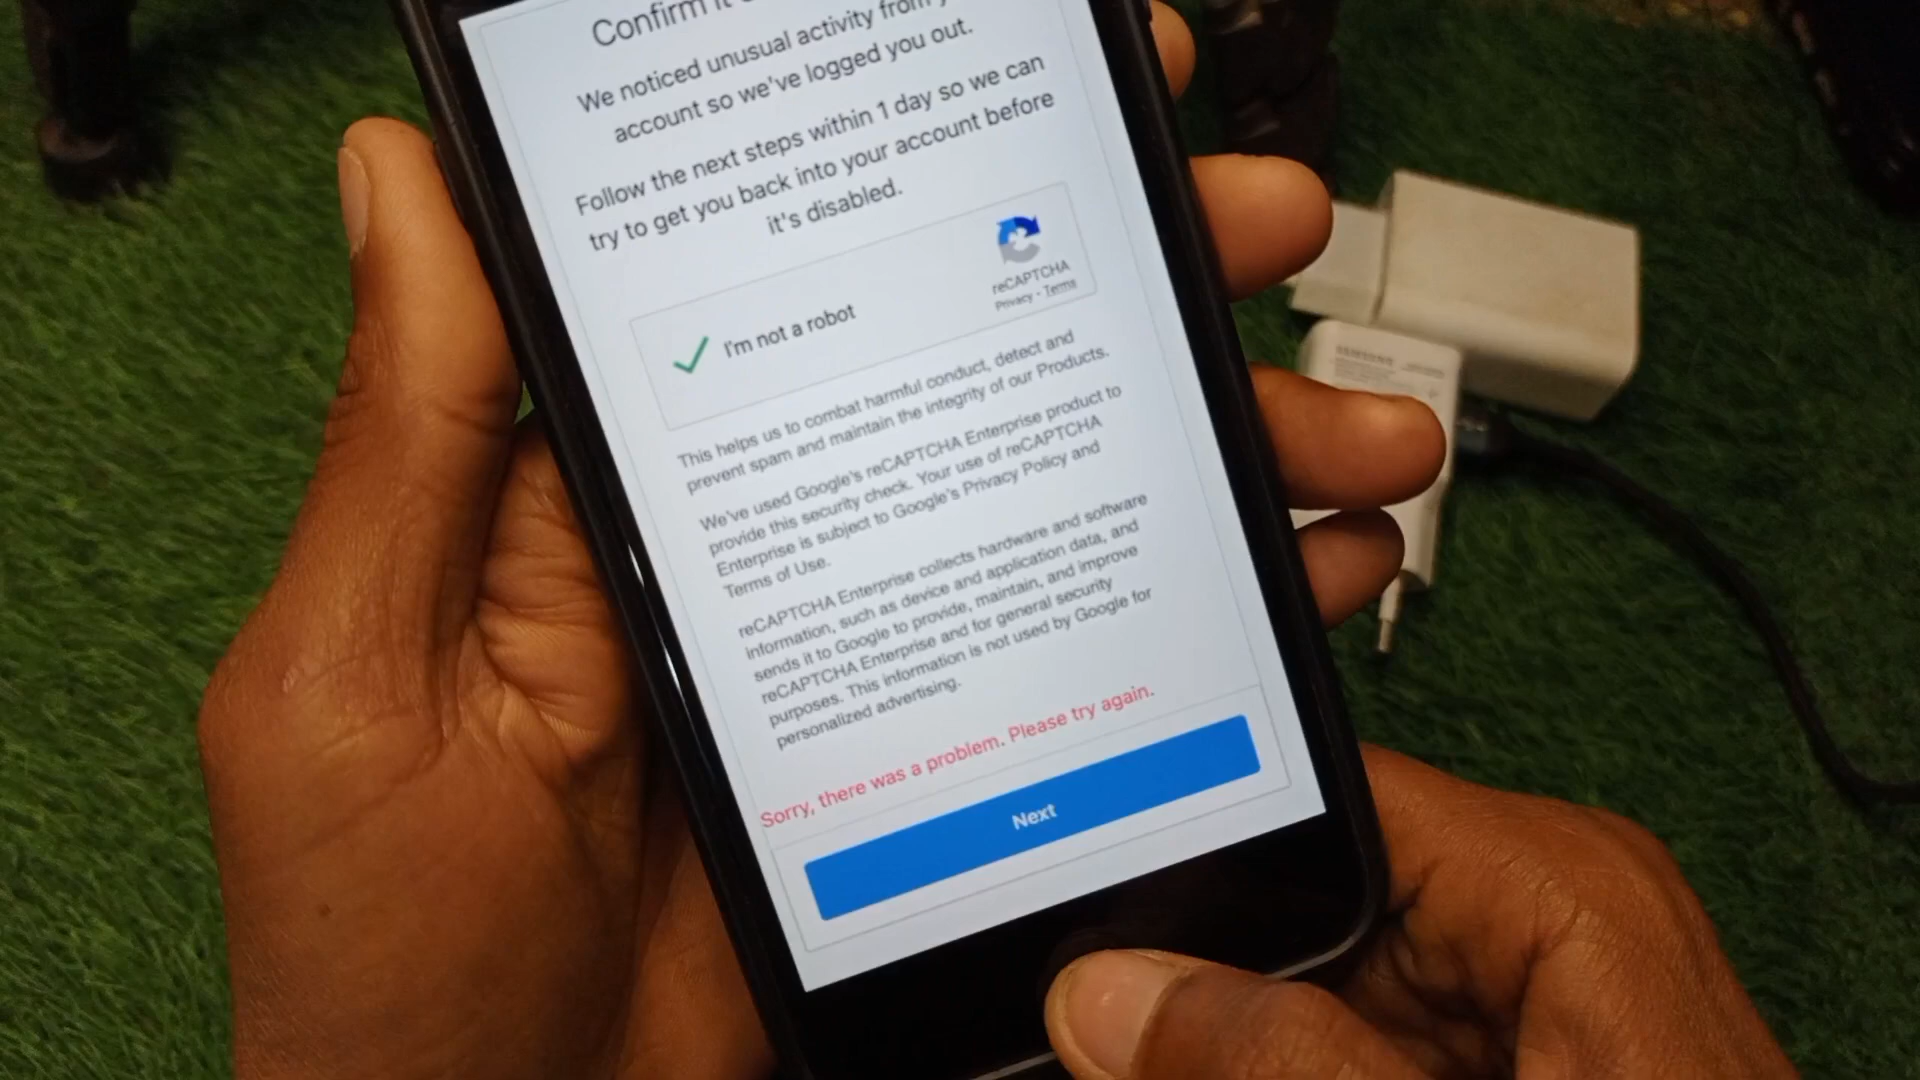 Confirm it
We noticed unusual activity from
account so we've logged you out.
Follow the next steps within 1 day so we can
try to get you back into your account before
it's disabled.
I'm not a robot
reCAPTCHA
Privacy - Terms
This helps us to combat harmful conduct, detect and
prevent spam and maintain the integrity of our Products.
We've used Google's reCAPTCHA Enterprise product to
provide this security check. Your use of reCAPTCHA
Enterprise is subject to Google's Privacy Policy and
Terms of Use.
reCAPTCHA Enterprise collects hardware and software
information, such as device and application data, and
sends it to Google to provide, maintain, and improve
reCAPTCHA Enterprise and for general security
purposes. This information is not used by Google for
personalized advertising.
Sorry, there was a problem. Please try again.
Next
SAMSUNG